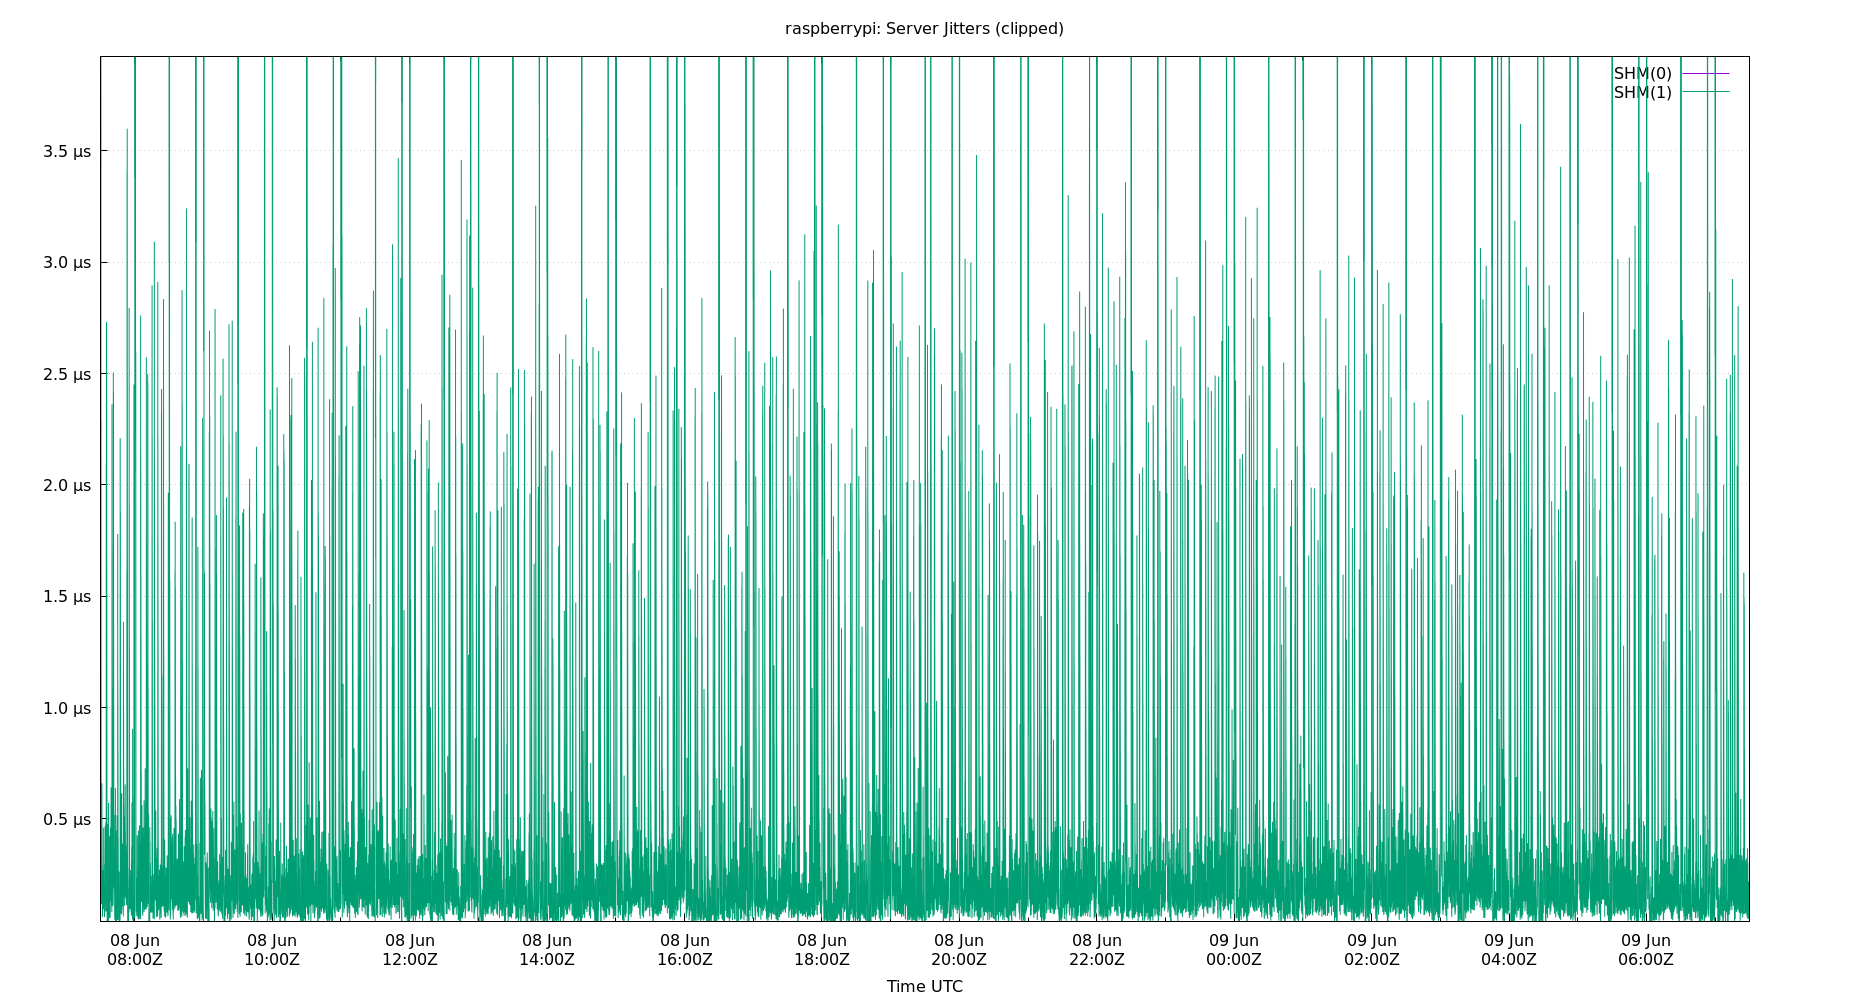 raspberrypi: Server Jitters (clipped)
SHM(0)
SHM(1)
3.5 µs
3.0 µs
2.5 µs
2.0 µs
1.5 µs
1.0 µs
0.5 µs
08 Jun 08 Jun 08 Jun 08 Jun 08 Jun 08 Jun 08 Jun 08 Jun 09 Jun 09 Jun 09 Jun 09 Jun
08:00Z 10:00Z 12:00Z 14:00Z 16:00Z 18:00Z 20:00Z 22:00Z 00:00Z 02:00Z 04:00Z 06:00Z
Time UTC